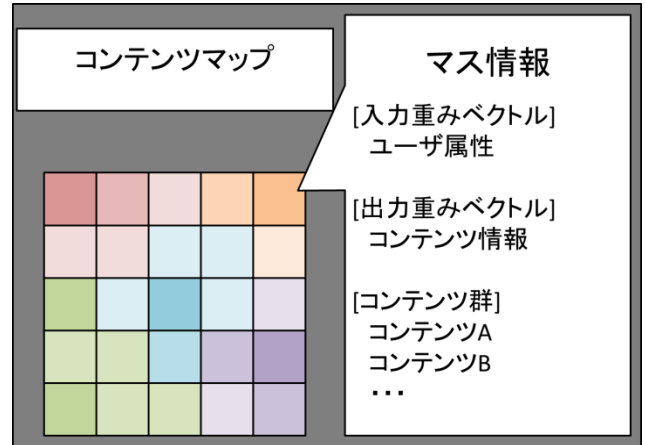 コンテンツマップ
マス情報
[入力重みベクトル]
ユーザ属性
[出力重みベクトル]
コンテンツ情報
[コンテンツ群]
コンテンツA
コンテンツB
・・・